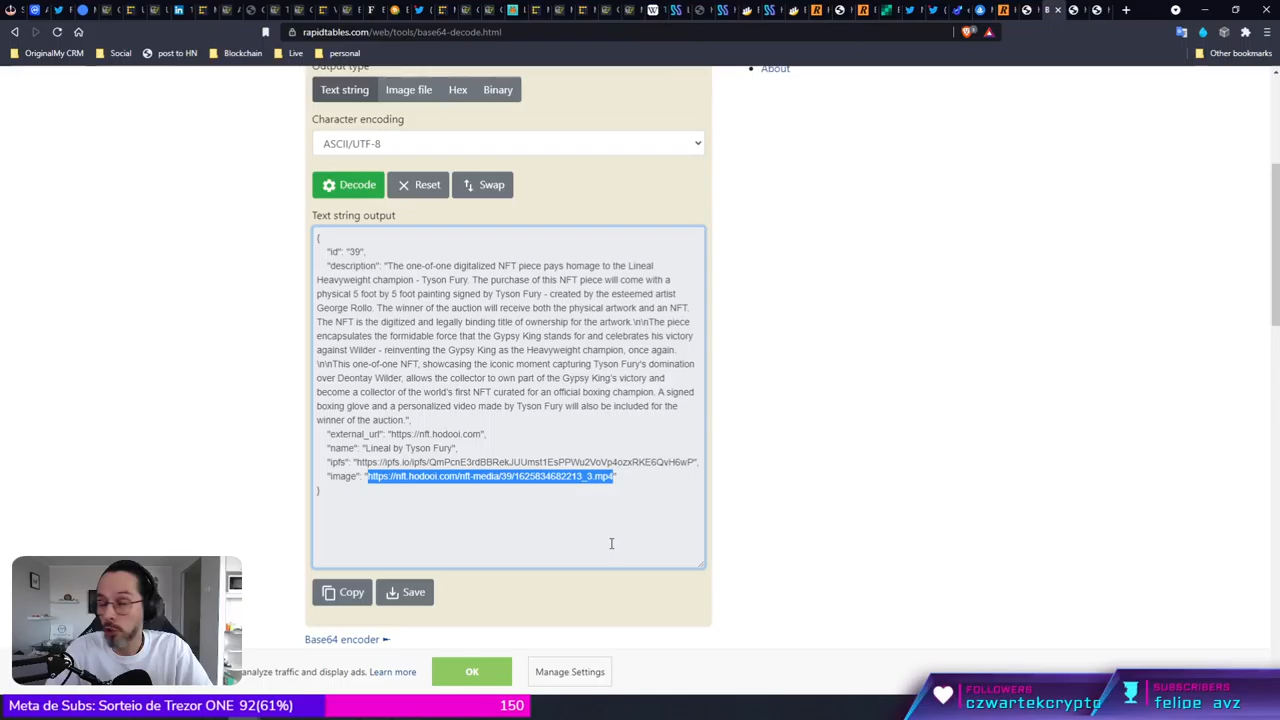 rapidtables.com/web/tools/base64-decode.html
OriginalMy CRM
Social
post to HN
Blockchain
Live
personal
Other bookmarks
Output type
About
Text string
Image file
Hex
Binary
Character encoding
ASCII/UTF-8
Decode
Reset
Swap
Text string output
{
"id": "39",
"description": "The one-of-one digitalized NFT piece pays homage to the Lineal
Heavyweight champion - Tyson Fury. The purchase of this NFT piece will come with a
physical 5 foot by 5 foot painting signed by Tyson Fury - created by the esteemed artist
George Rollo. The winner of the auction will receive both the physical artwork and an NFT.
The NFT is the digitized and legally binding title of ownership for the artwork.\n\nThe piece
encapsulates the formidable force that the Gypsy King stands for and celebrates his victory
against Wilder - reinventing the Gypsy King as the Heavyweight champion, once again.
\n\nThis one-of-one NFT, showcasing the iconic moment capturing Tyson Fury's domination
over Deontay Wilder, allows the collector to own part of the Gypsy King's victory and
become a collector of the world's first NFT curated for an official boxing champion. A signed
boxing glove and a personalized video made by Tyson Fury will also be included for the
winner of the auction.",
"external_url": "https://nft.hodooi.com",
"name": "Lineal by Tyson Fury",
"ipfs": "https://ipfs.io/ipfs/QmPcnE3rdBBRekJUUmst1EsPPWu2VoVp4ozxRKE6QvH6wP",
"image": "https://nft.hodooi.com/nft-media/39/1625834682213_3.mp4"
}
Copy
Save
Base64 encoder ►
analyze traffic and display ads. Learn more
OK
Manage Settings
FOLLOWERS
czwartekcrypto
SUBSCRIBERS
felipe_avz
Meta de Subs: Sorteio de Trezor ONE 92(61%)
150